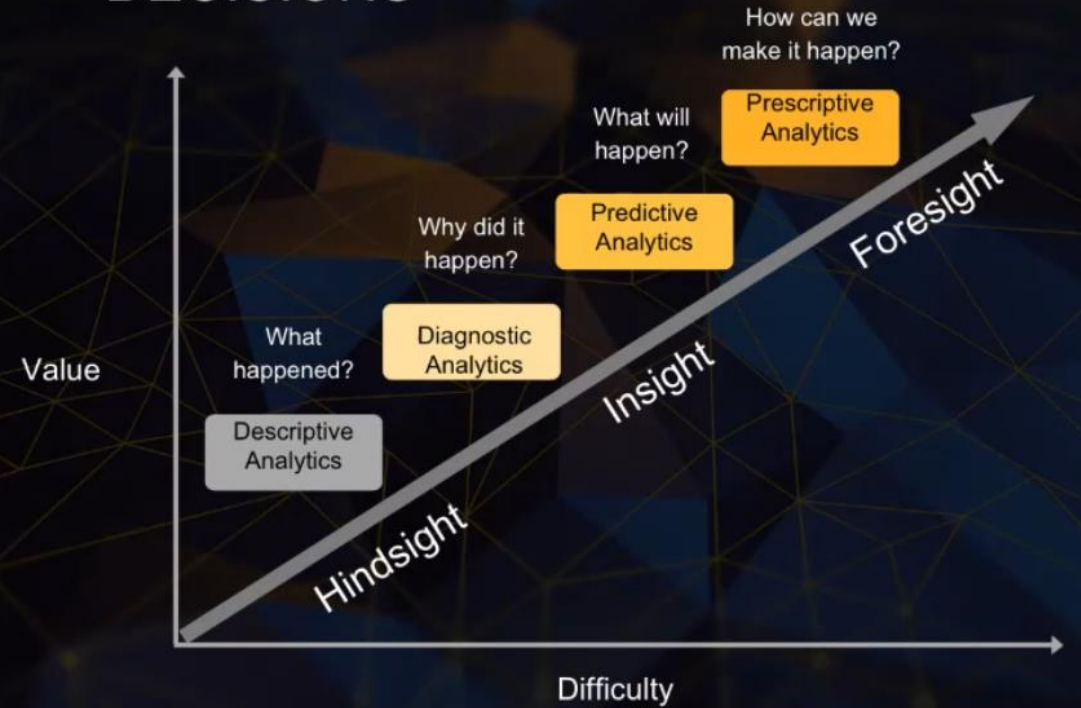 How can we
make it happen?
Prescriptive
Analytics
What will
happen?
Predictive
Analytics
Why did it
happen?
Diagnostic
Analytics
What
happened?
Descriptive
Analytics
Value
Hindsight
Insight
Foresight
Difficulty